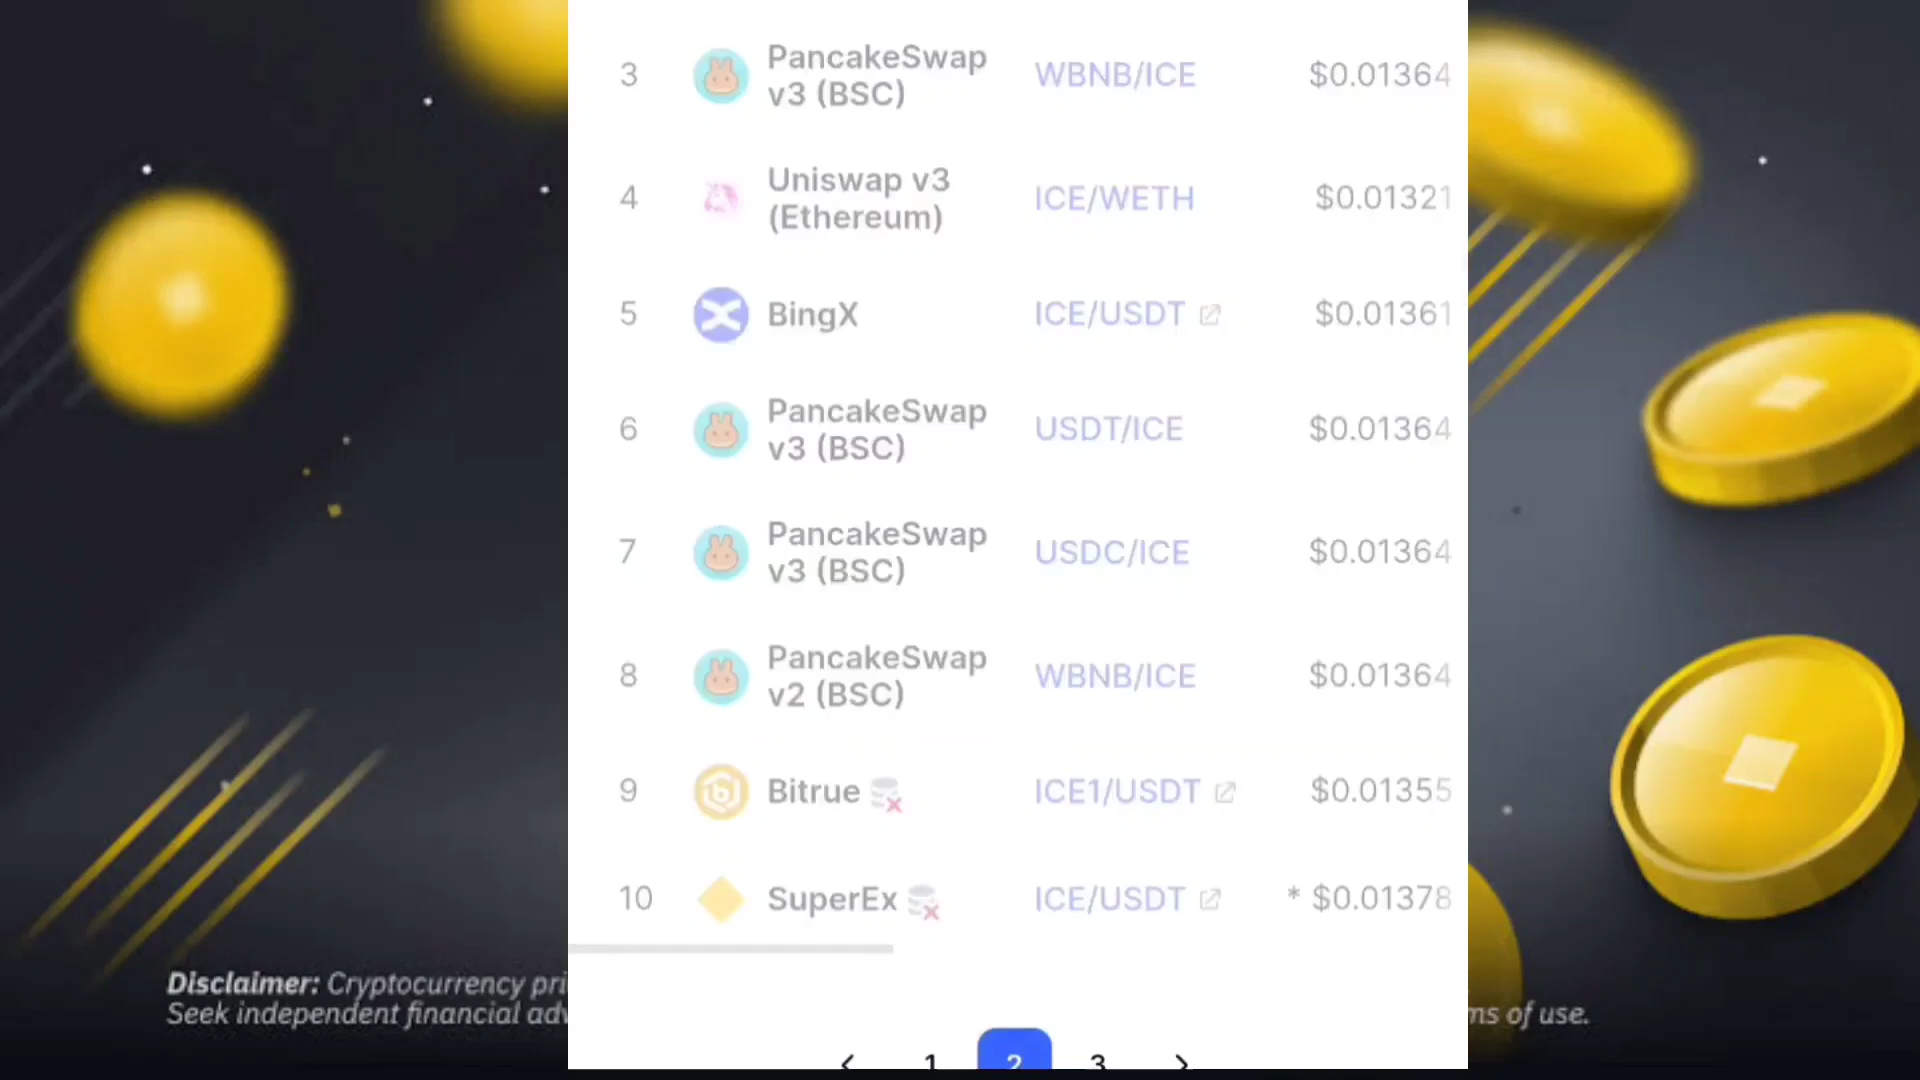 3 PancakeSwap v3 (BSC) WBNB/ICE $0.01364
4 Uniswap v3 (Ethereum) ICE/WETH $0.01321
5 BingX ICE/USDT $0.01361
6 PancakeSwap v3 (BSC) USDT/ICE $0.01364
7 PancakeSwap v3 (BSC) USDC/ICE $0.01364
8 PancakeSwap v2 (BSC) WBNB/ICE $0.01364
9 Bitrue ICE1/USDT $0.01355
10 SuperEx ICE/USDT * $0.01378
Disclaimer: Cryptocurrency pri
Seek independent financial adv ms of use.
< 1 2 3 >